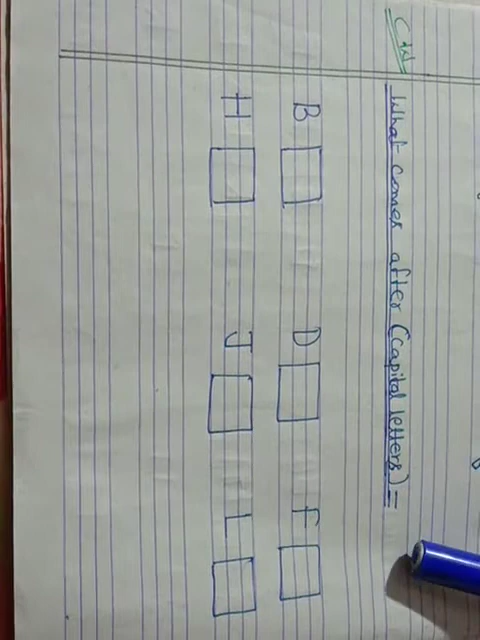 C.W
What comes after (Capital letters) =
B D F
H J L